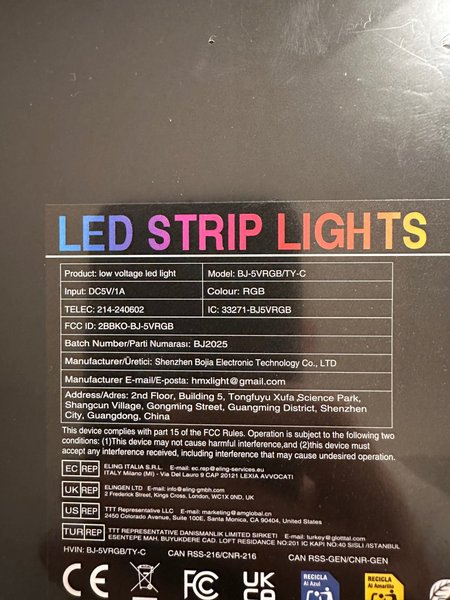 LED STRIP LIGHTS
Product: low voltage led light
Model: BJ-5VRGB/TY-C
Input: DC5V/1A
Colour: RGB
TELEC: 214-240602
IC: 33271-BJ5VRGB
FCC ID: 2BBKO-BJ-5VRGB
Batch Number/Parti Numarası: BJ2025
Manufacturer/Üretici: Shenzhen Bojia Electronic Technology Co., LTD
Manufacturer E-mail/E-posta: hmxlight@gmail.com
Address/Adres: 2nd Floor, Building 5, Tongfuyu Xufa Science Park,
Shangcun Village, Gongming Street, Guangming District, Shenzhen
City, Guangdong, China
This device complies with part 15 of the FCC Rules. Operation is subject to the following two
conditions: (1)This device may not cause harmful interference,and (2)this device must
accept any interference received, including interference that may cause undesired operation.
EC REP ELING ITALIA S.R.L. E-mail: ec.rep@eling-services.eu
ITALY Milano (MI) - Via Del Lauro 9 CAP 20121 LEXIA AVVOCATI
UK REP ELINGEN LTD E-mail: info@eling-gmbh.com
2 Frederick Street, Kings Cross, London, WC1X 0ND, UK
US REP TTT Representative LLC E-mail: marketing@amglobal.cn
2450 Colorado Avenue, Suite 100E, Santa Monica, CA 90404, United States
TUR REP TTT REPRESENTATIVE DANISMANLIK LIMITED SIRKETI E-mail: turkey@glotttal.com
ESENTEPE MAH. BUYUKDERE CAD. LOFT RESIDANCE NO:201 IC KAPI NO:40 SISLI /ISTANBUL
HVIN: BJ-5VRGB/TY-C
CAN RSS-216/CNR-216
CAN RSS-GEN/CNR-GEN
CE
FC
UK
CA
RECICLA
Al Azul
RECICLA
Al Amarillo